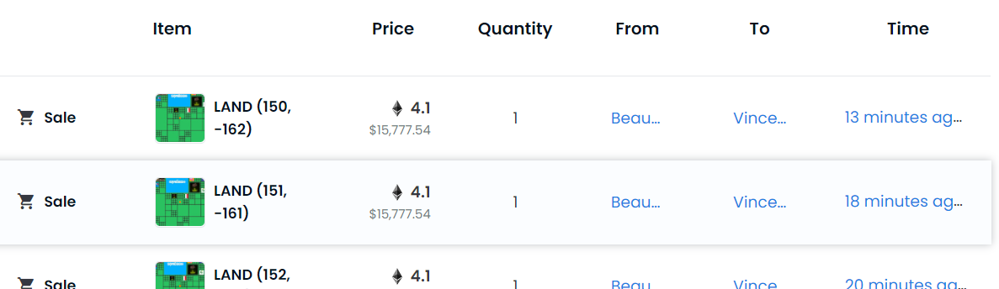 Item Price Quantity From To Time
Sale LAND (150, -162) 4.1 $15,777.54 1 Beau... Vince... 13 minutes ag...
Sale LAND (151, -161) 4.1 $15,777.54 1 Beau... Vince... 18 minutes ag...
Sale LAND (152, 4.1 1 Beau... Vince... 20 minutes ag...